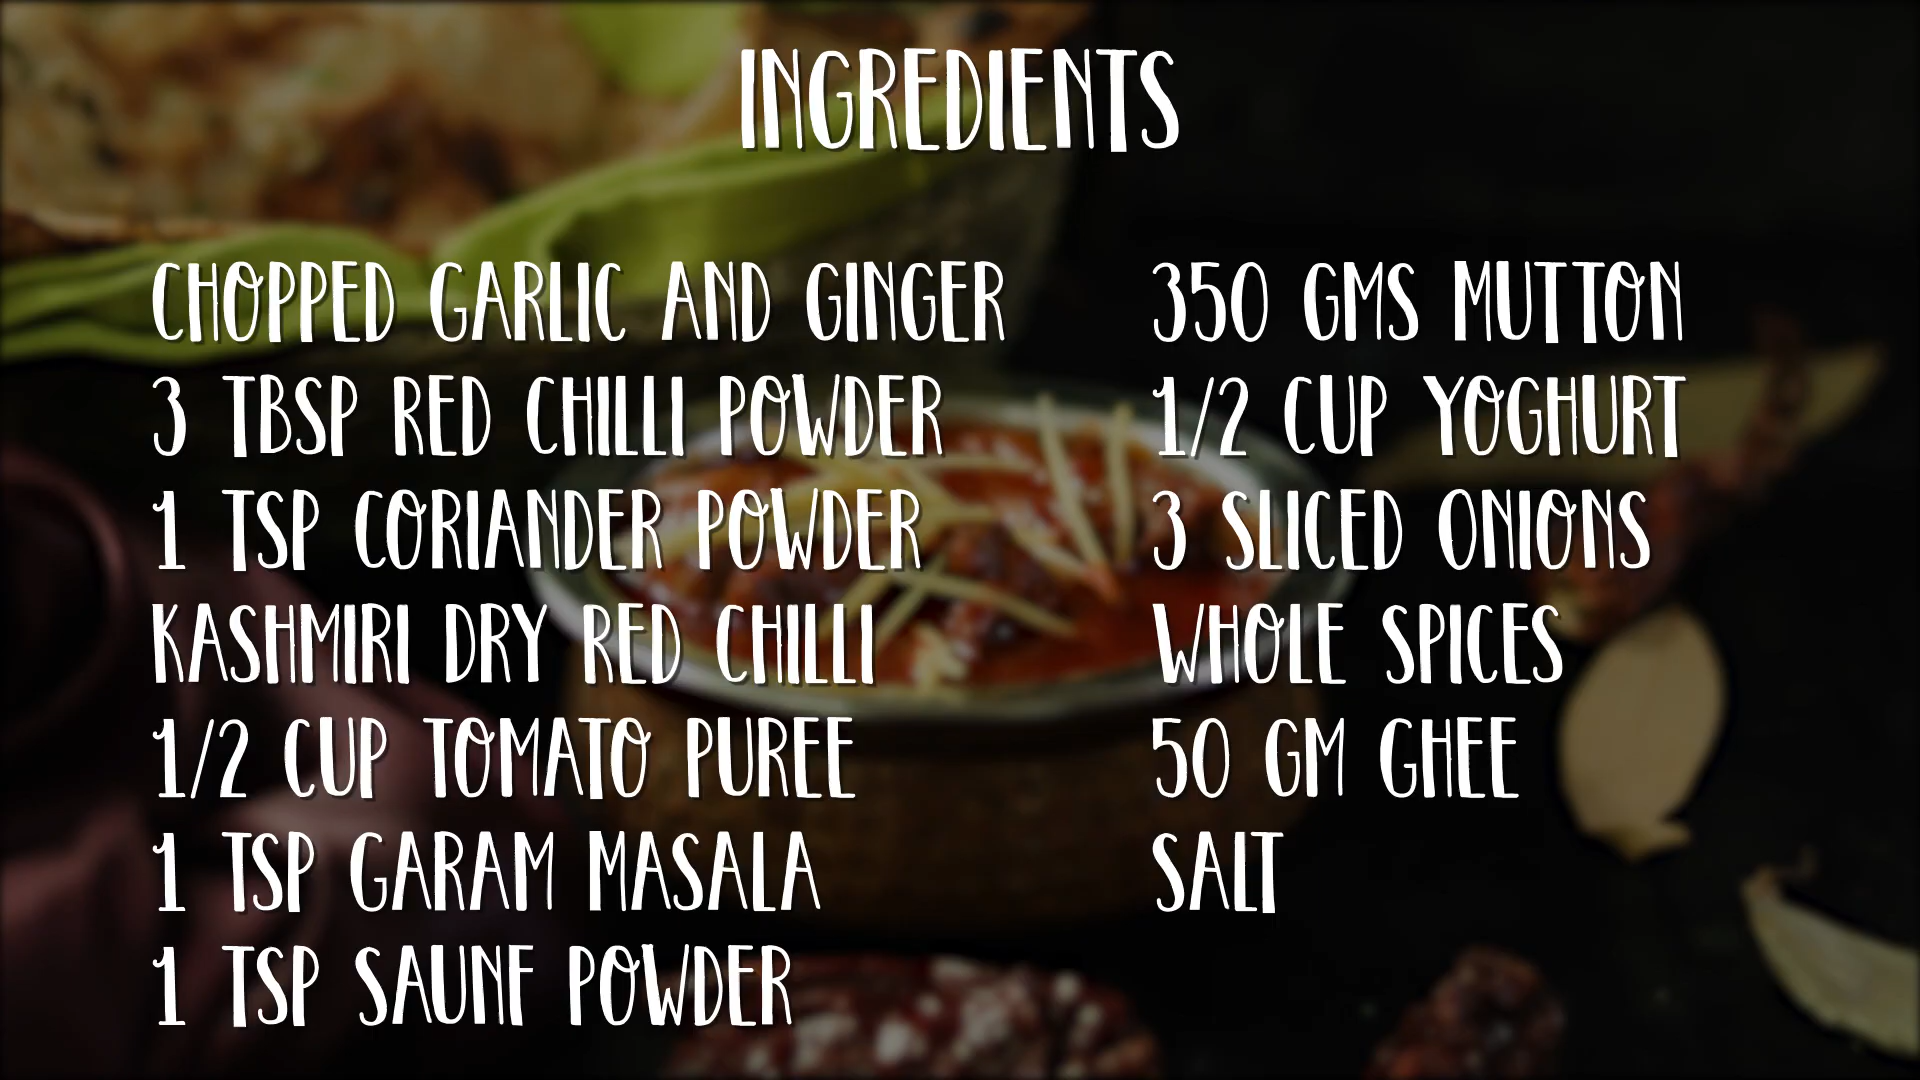 INGREDIENTS
CHOPPED GARLIC AND GINGER
3 TBSP RED CHILLI POWDER
1 TSP CORIANDER POWDER
KASHMIRI DRY RED CHILLI
1/2 CUP TOMATO PUREE
1 TSP GARAM MASALA
1 TSP SAUNF POWDER
350 GMS MUTTON
1/2 CUP YOGHURT
3 SLICED ONIONS
WHOLE SPICES
50 GM GHEE
SALT